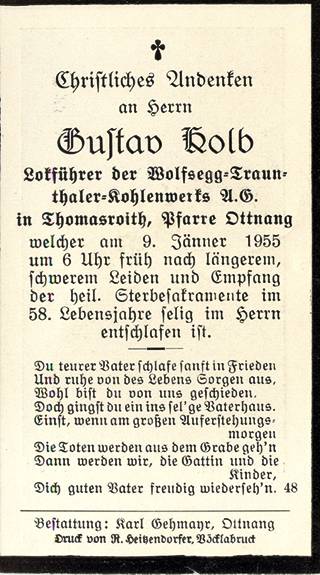 Christliches Andenken
an Herrn
Gustav Kolb
Lokführer der Wolfsegg-Traun-
thaler-Kohlenwerks A.G.
in Thomasroith, Pfarre Ottnang
welcher am 9. Jänner 1955
um 6 Uhr früh nach längerem,
schwerem Leiden und Empfang
der heil. Sterbesakramente im
58. Lebensjahre selig im Herrn
entschlafen ist.
Du teurer Vater schlafe sanft in Frieden
Und ruhe von des Lebens Sorgen aus,
Wohl bist du von uns geschieden.
Doch gingst du ein ins sel'ge Vaterhaus.
Einst, wenn am großen Auferstehungs-
morgen
Die Toten werden aus dem Grabe geh'n
Dann werden wir, die Gattin und die
Kinder,
Dich guten Vater freudig wiederseh'n. 48
Bestattung: Karl Gehmayr, Ottnang
Druck von R. Heitzendorfer, Vöcklabruck